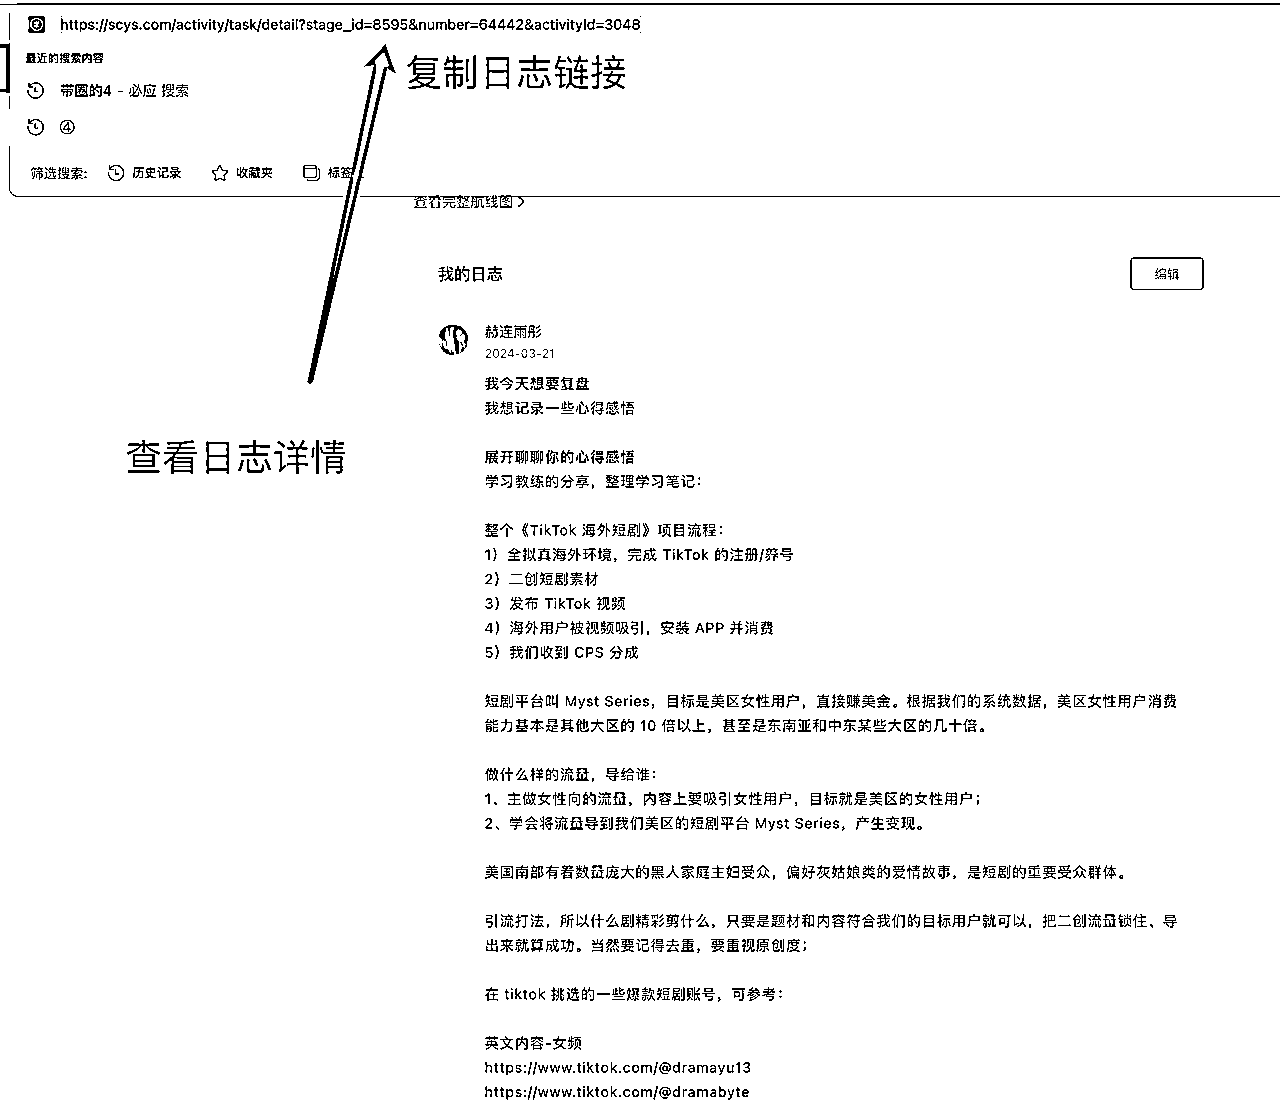 https://scys.com/activity/task/detail?stage_id=8595&number=64442&activityId=3048
复制日志链接
最近的搜索内容
带圈的4 - 必应 搜索
④
筛选搜索: 历史记录 收藏夹 标签
查看完整航线图 >
我的日志
编辑
赫连雨彤
2024-03-21
我今天想要复盘
我想记录一些心得感悟
查看日志详情
展开聊聊你的心得感悟
学习教练的分享，整理学习笔记：
整个《TikTok 海外短剧》项目流程：
1）全拟真海外环境，完成 TikTok 的注册/养号
2）二创短剧素材
3）发布 TikTok 视频
4）海外用户被视频吸引，安装 APP 并消费
5）我们收到 CPS 分成
短剧平台叫 Myst Series，目标是美区女性用户，直接赚美金。根据我们的系统数据，美区女性用户消费
能力基本是其他大区的 10 倍以上，甚至是东南亚和中东某些大区的几十倍。
做什么样的流量，导给谁：
1、主做女性向的流量，内容上要吸引女性用户，目标就是美区的女性用户；
2、学会将流量导到我们美区的短剧平台 Myst Series，产生变现。
美国南部有着数量庞大的黑人家庭主妇受众，偏好灰姑娘类的爱情故事，是短剧的重要受众群体。
引流打法，所以什么剧精彩剪什么，只要是题材和内容符合我们的目标用户就可以，把二创流量锁住、导
出来就算成功。当然要记得去重，要重视原创度；
在 tiktok 挑选的一些爆款短剧账号，可参考：
英文内容-女频
https://www.tiktok.com/@dramayu13
https://www.tiktok.com/@dramabyte